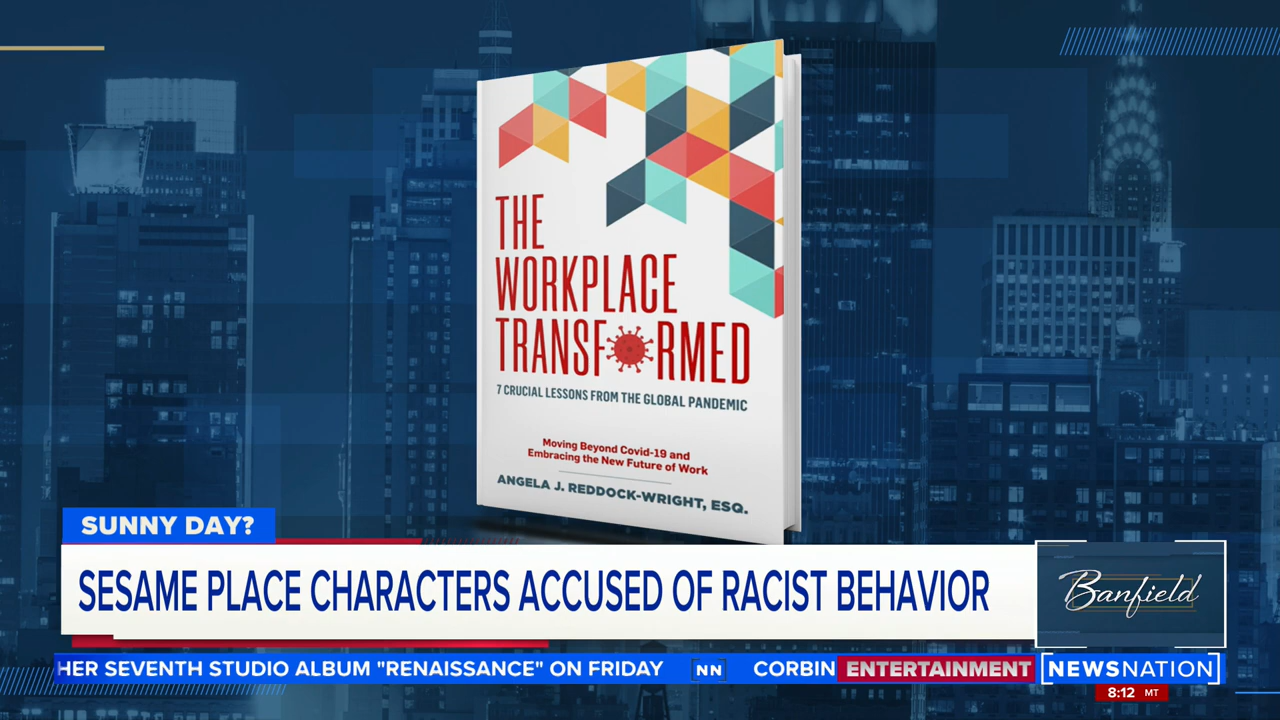 THE
WORKPLACE
TRANSFORMED
7 CRUCIAL LESSONS FROM THE GLOBAL PANDEMIC
Moving Beyond Covid-19 and
Embracing the New Future of Work
ANGELA J. REDDOCK-WRIGHT, ESQ.
SUNNY DAY?
SESAME PLACE CHARACTERS ACCUSED OF RACIST BEHAVIOR
Banfield
HER SEVENTH STUDIO ALBUM "RENAISSANCE" ON FRIDAY NN CORBIN ENTERTAINMENT NEWSNATION
8:12 MT